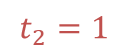 t₂ = 1